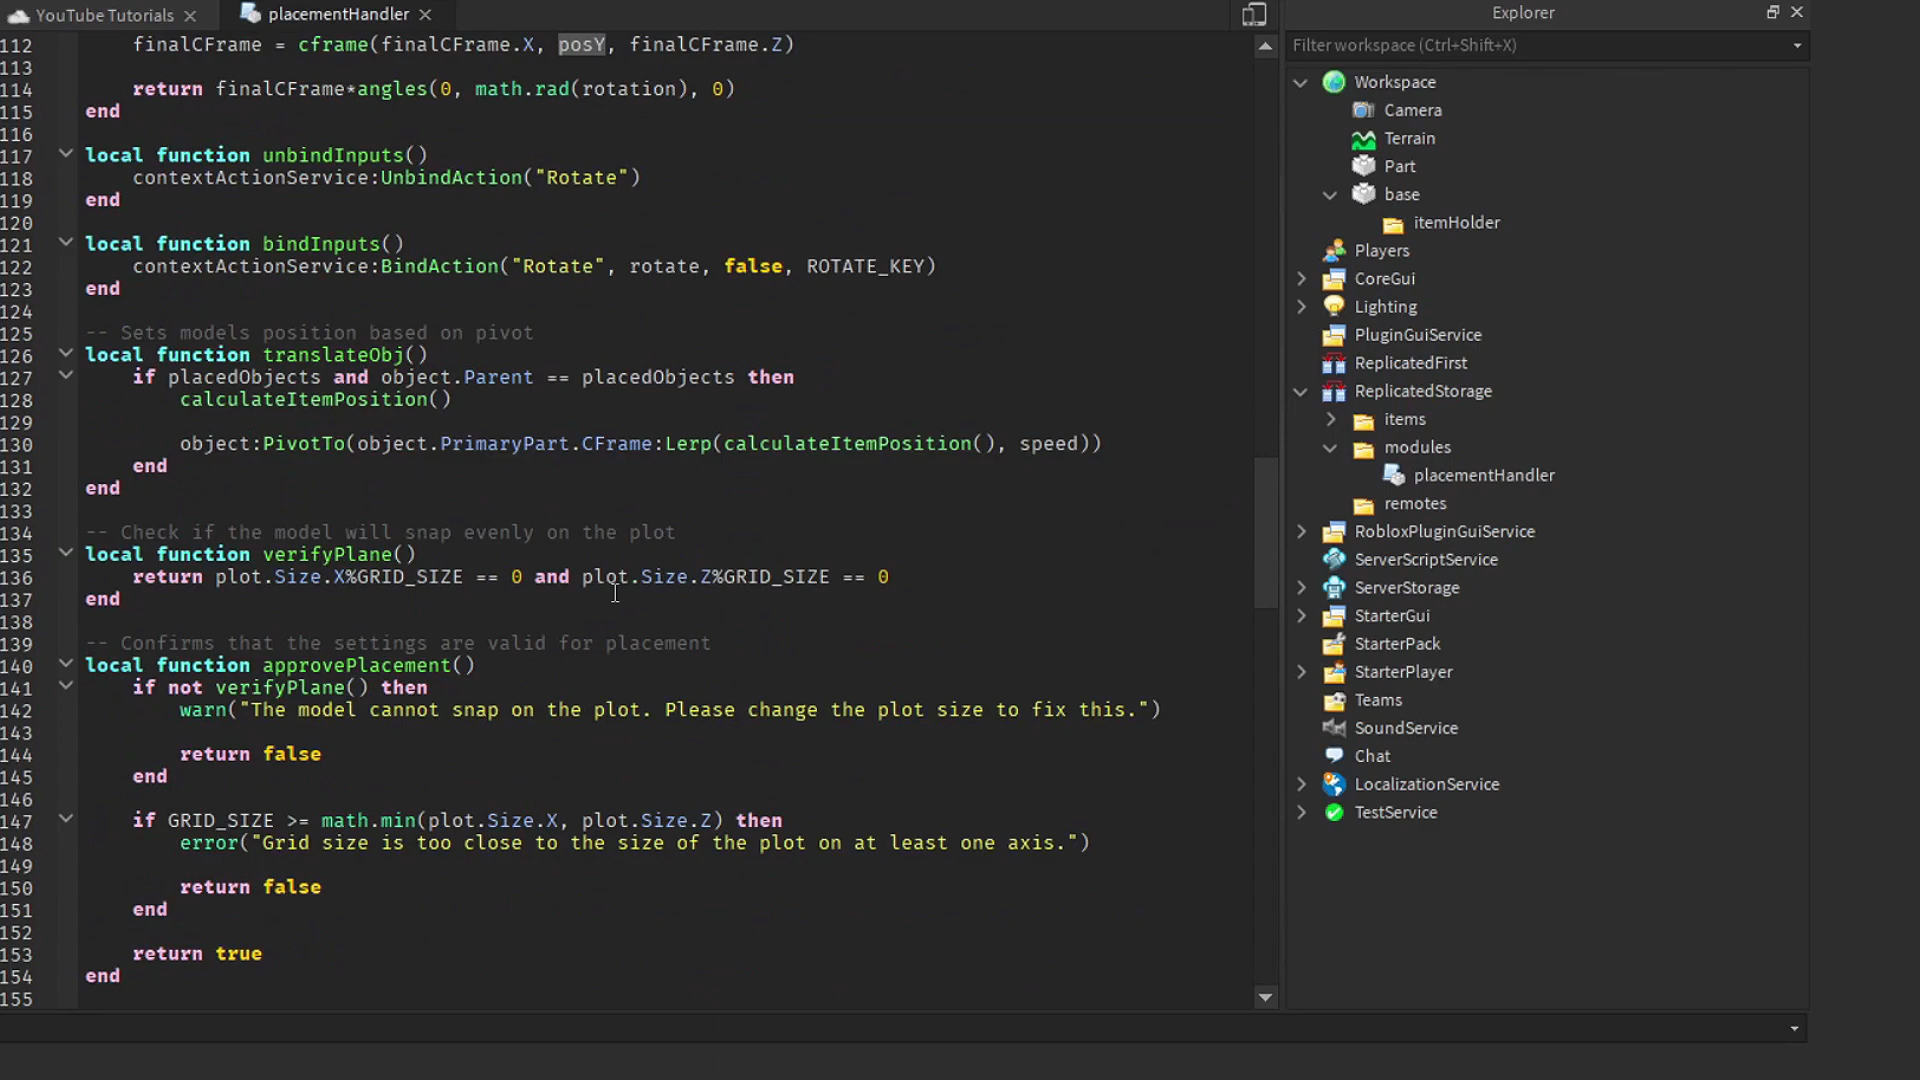 YouTube Tutorials
placementHandler
112 finalCFrame = cframe(finalCFrame.X, posY, finalCFrame.Z)
113
114 return finalCFrame*angles(0, math.rad(rotation), 0)
115 end
116
117 local function unbindInputs()
118 contextActionService:UnbindAction("Rotate")
119 end
120
121 local function bindInputs()
122 contextActionService:BindAction("Rotate", rotate, false, ROTATE_KEY)
123 end
124
125 -- Sets models position based on pivot
126 local function translateObj()
127 if placedObjects and object.Parent == placedObjects then
128 calculateItemPosition()
129
130 object:PivotTo(object.PrimaryPart.CFrame:Lerp(calculateItemPosition(), speed))
131 end
132 end
133
134 -- Check if the model will snap evenly on the plot
135 local function verifyPlane()
136 return plot.Size.X%GRID_SIZE == 0 and plot.Size.Z%GRID_SIZE == 0
137 end
138
139 -- Confirms that the settings are valid for placement
140 local function approvePlacement()
141 if not verifyPlane() then
142 warn("The model cannot snap on the plot. Please change the plot size to fix this.")
143
144 return false
145 end
146
147 if GRID_SIZE >= math.min(plot.Size.X, plot.Size.Z) then
148 error("Grid size is too close to the size of the plot on at least one axis.")
149
150 return false
151 end
152
153 return true
154 end
155
Explorer
Filter workspace (Ctrl+Shift+X)
Workspace
Camera
Terrain
Part
base
itemHolder
Players
CoreGui
Lighting
PluginGuiService
ReplicatedFirst
ReplicatedStorage
items
modules
placementHandler
remotes
RobloxPluginGuiService
ServerScriptService
ServerStorage
StarterGui
StarterPack
StarterPlayer
Teams
SoundService
Chat
LocalizationService
TestService